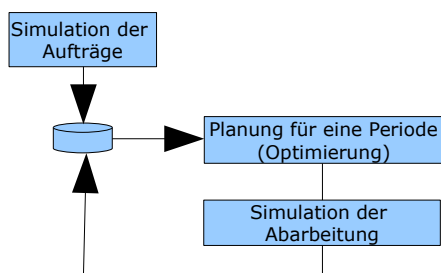 Simulation der
Aufträge
Planung für eine Periode
(Optimierung)
Simulation der
Abarbeitung